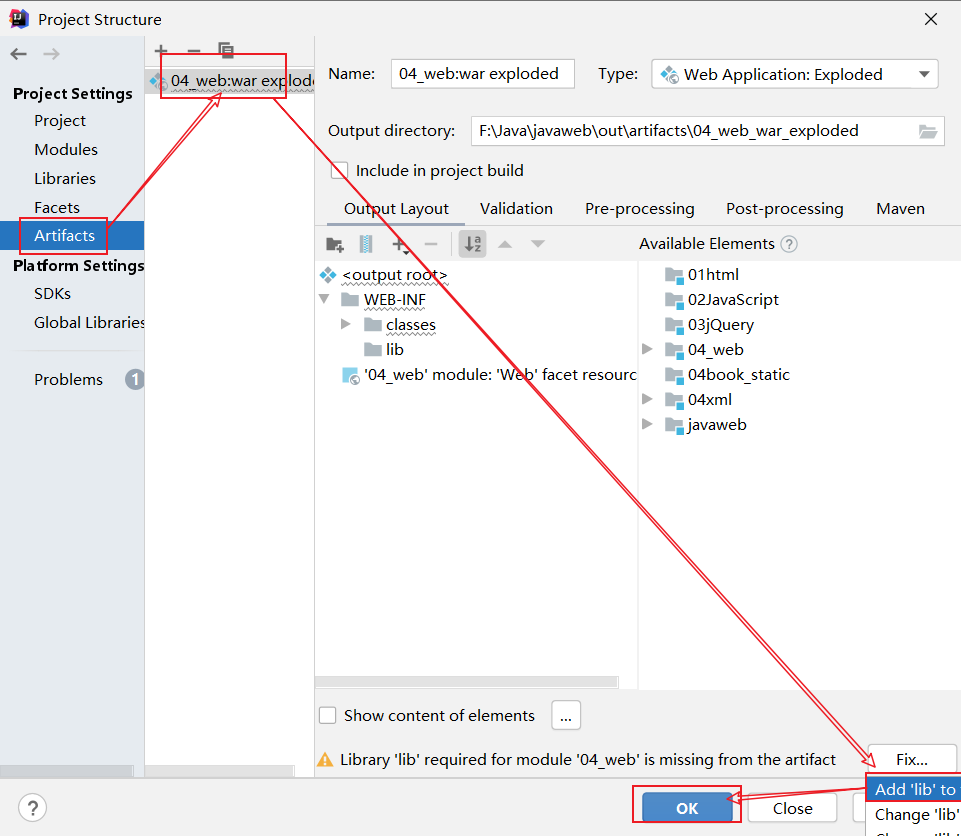 Project Structure
Project Settings
Project
Modules
Libraries
Facets
Artifacts
Platform Settings
SDKs
Global Libraries
Problems
1
04_web:war explode
Name:
04_web:war exploded
Type:
Web Application: Exploded
Output directory:
F:\Java\javaweb\out\artifacts\04_web_war_exploded
Include in project build
Output Layout
Validation
Pre-processing
Post-processing
Maven
Available Elements ?
<output root>
WEB-INF
classes
lib
'04_web' module: 'Web' facet resourc
01html
02JavaScript
03jQuery
04_web
04book_static
04xml
javaweb
Show content of elements
...
Library 'lib' required for module '04_web' is missing from the artifact
Fix...
Add 'lib' to
Change 'lib'
?
OK
Close